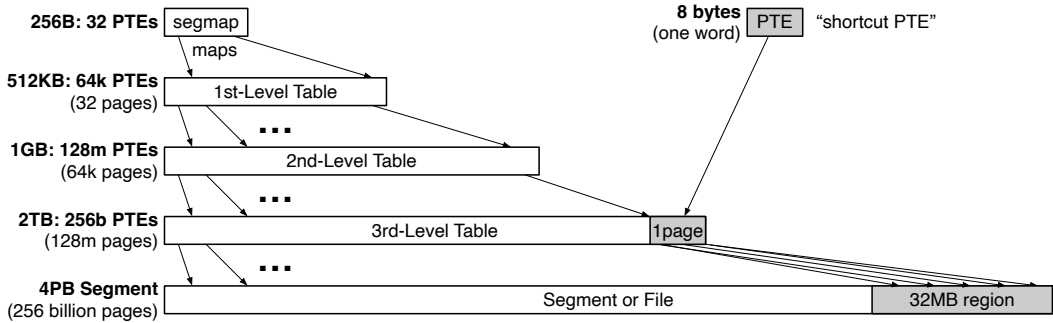 256B: 32 PTEs segmap 8 bytes PTE “shortcut PTE”
(one word)
maps
512KB: 64k PTEs 1st-Level Table
(32 pages)
...
1GB: 128m PTEs 2nd-Level Table
(64k pages)
...
2TB: 256b PTEs 3rd-Level Table 1page
(128m pages)
...
4PB Segment Segment or File 32MB region
(256 billion pages)